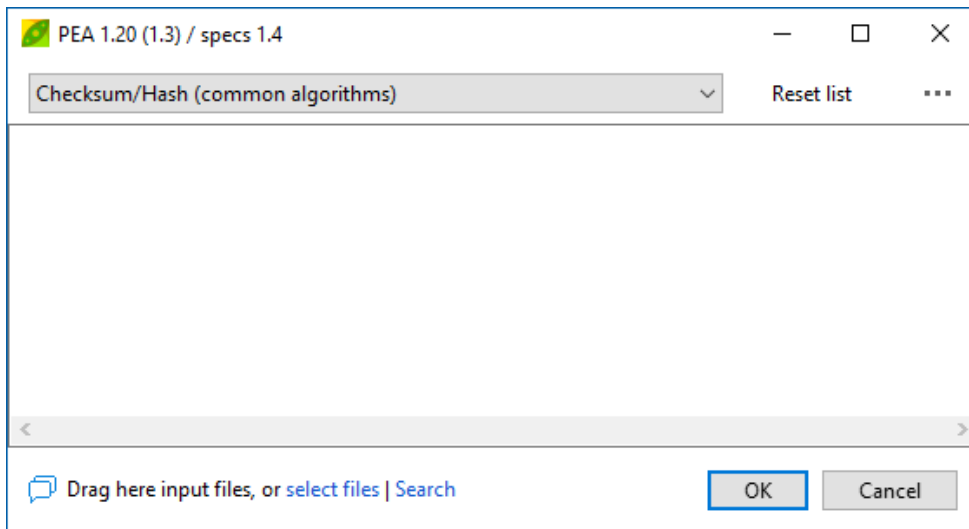 PEA 1.20 (1.3) / specs 1.4
Checksum/Hash (common algorithms) Reset list ...
Drag here input files, or select files | Search OK Cancel